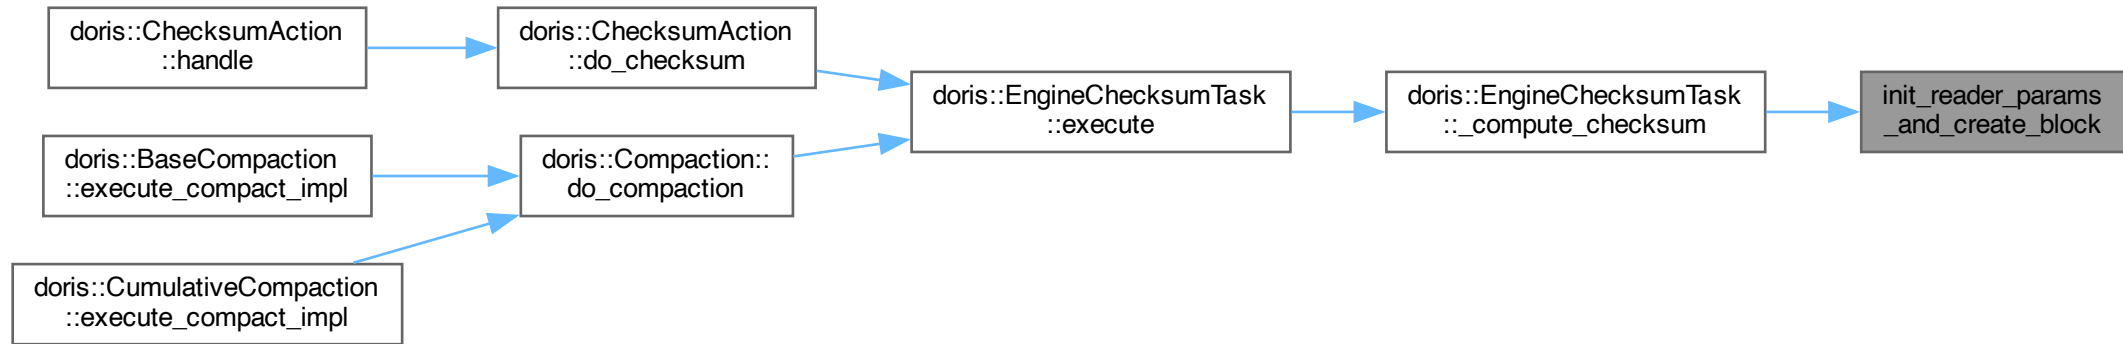 doris::ChecksumAction
::handle
doris::ChecksumAction
::do_checksum
doris::EngineChecksumTask
::execute
doris::EngineChecksumTask
::_compute_checksum
init_reader_params
_and_create_block
doris::BaseCompaction
::execute_compact_impl
doris::Compaction::
do_compaction
doris::CumulativeCompaction
::execute_compact_impl